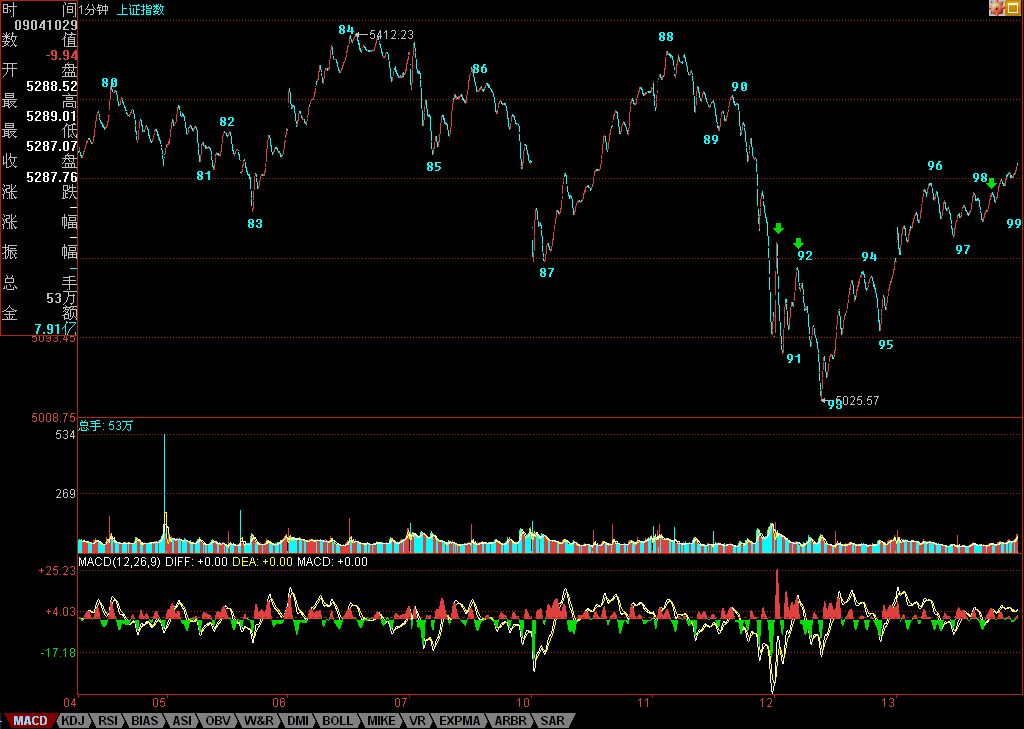 时 间
1分钟 上证指数
09041029
数 值
-9.94
开 盘
5288.52
最 高
5289.01
最 低
5287.07
收 盘
5287.76
涨 跌
涨 幅
振 幅
总 手
53万
金 额
7.91亿
80
81
82
83
84
5412.23
85
86
87
88
89
90
91
92
93
5025.57
94
95
96
97
98
99
5093.45
5008.75
总手: 53万
534
269
MACD(12,26,9) DIFF: +0.00 DEA: +0.00 MACD: +0.00
+25.23
+4.03
-17.18
04 05 06 07 10 11 12 13
MACD KDJ RSI BIAS ASI OBV W&R DMI BOLL MIKE VR EXPMA ARBR SAR